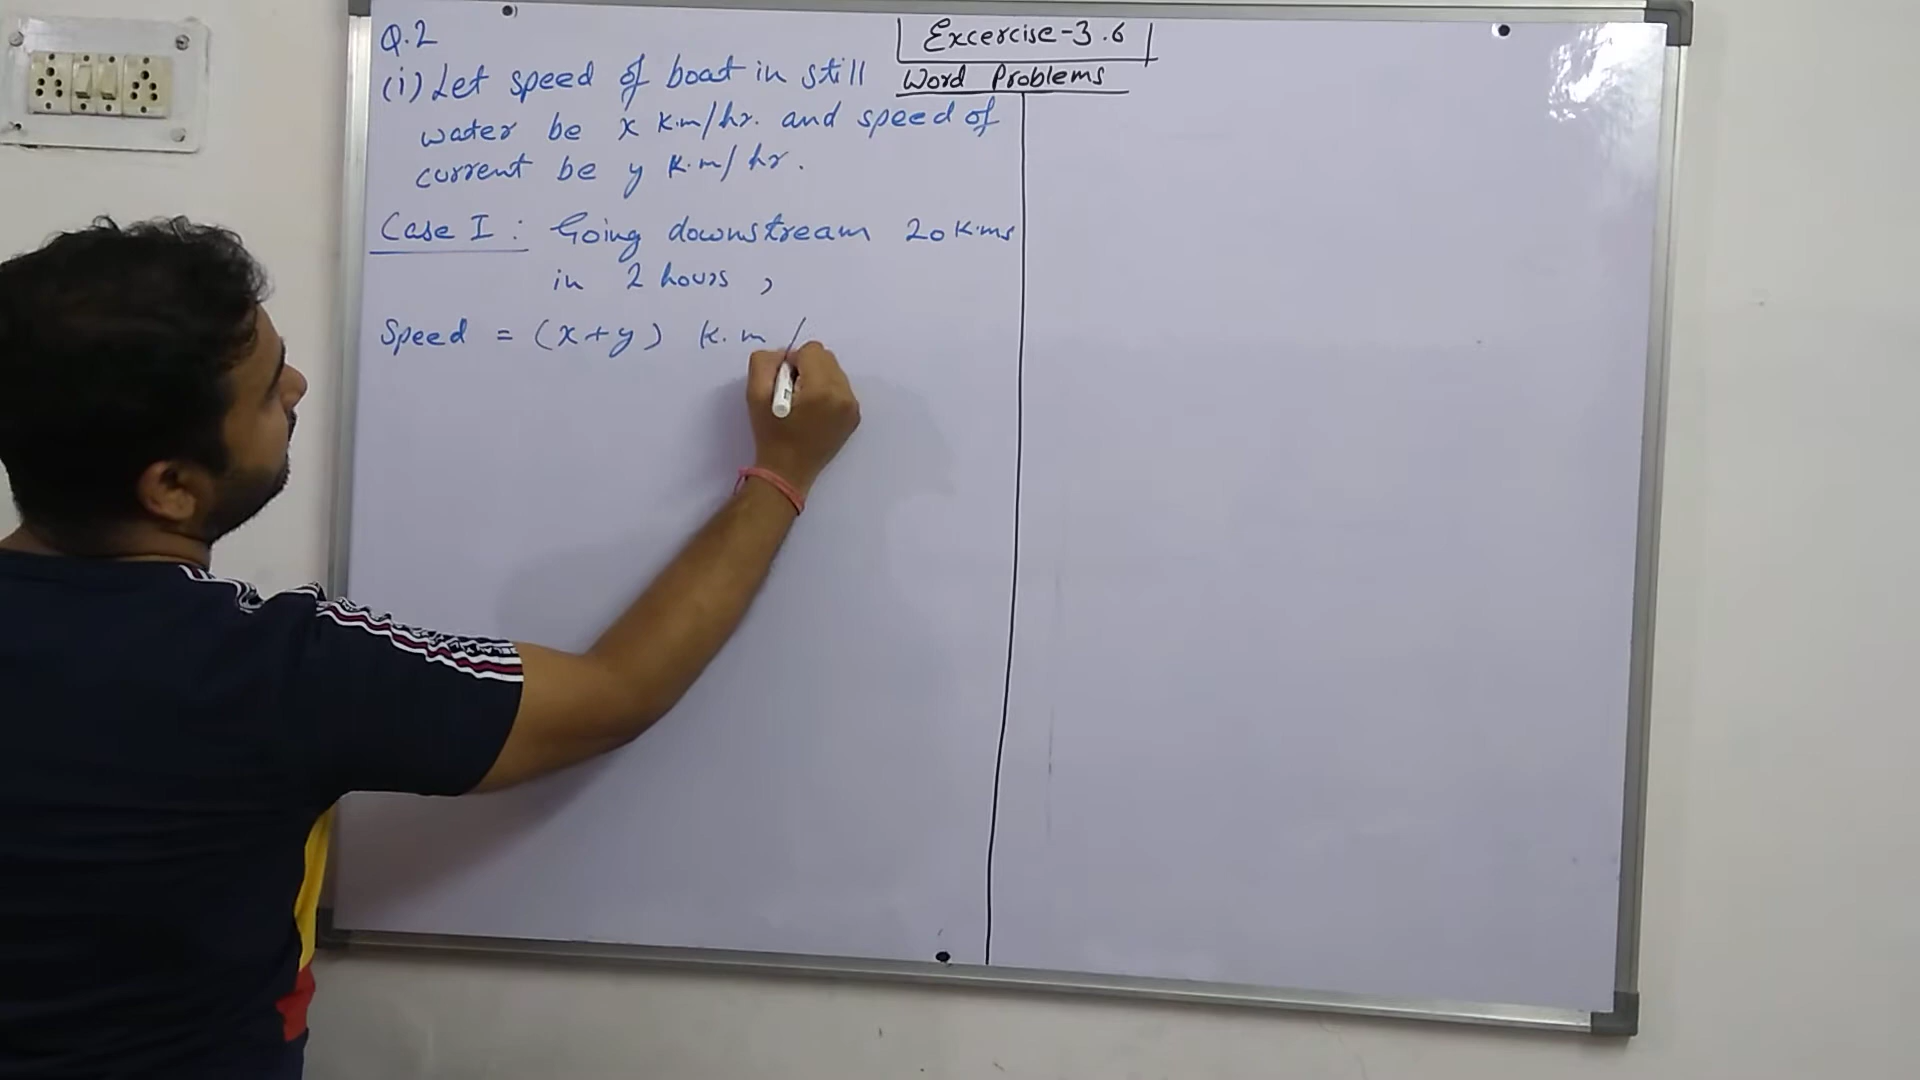 Q.2
Excercise-3.6
Word Problems
(i) Let speed of boat in still
water be x k.m/hr. and speed of
current be y k.m/hr.
Case I : Going downstream 20 k.ms
in 2 hours ,
Speed = (x+y) k.m/